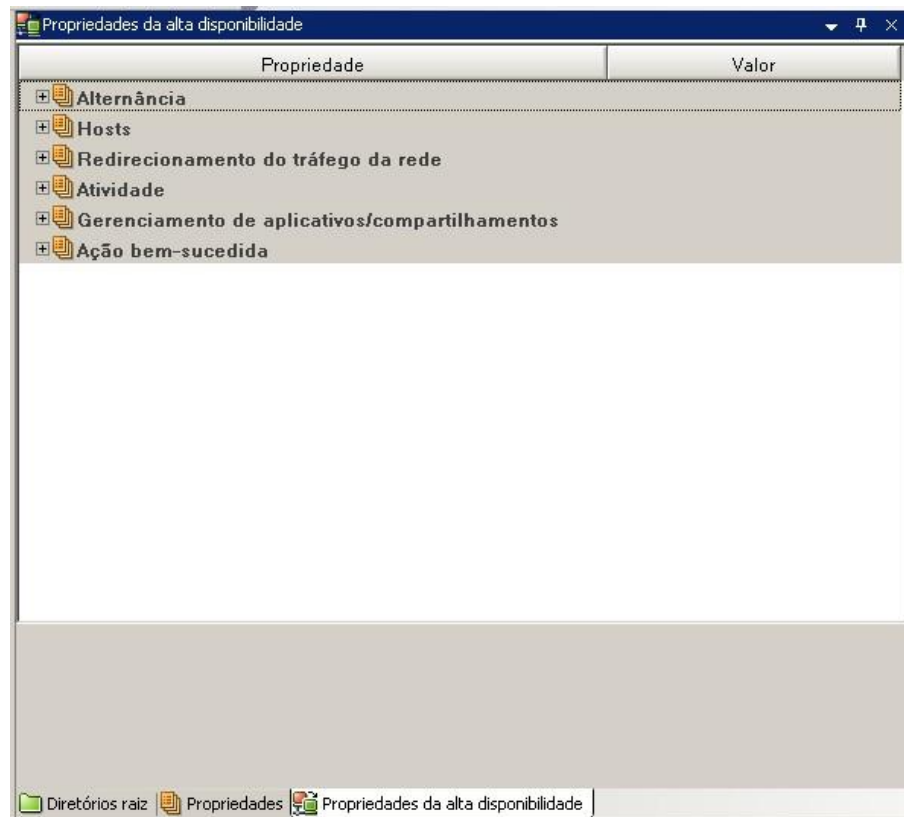 Propriedades da alta disponibilidade
Propriedade Valor
Alternância
Hosts
Redirecionamento do tráfego da rede
Atividade
Gerenciamento de aplicativos/compartilhamentos
Ação bem-sucedida
Diretórios raiz Propriedades Propriedades da alta disponibilidade